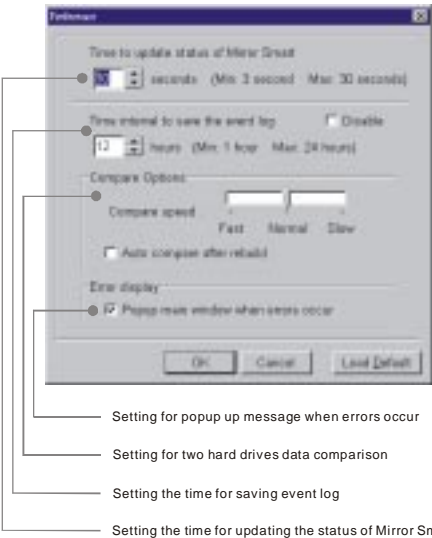 Preference
Time to update status of Mirror Smart
seconds (Min: 3 second Max: 30 seconds)
Time interval to save the event log Disable
12 hours (Min: 1 hour Max: 24 hours)
Compare Options
Compare speed
Fast Normal Slow
Auto compare after rebuild
Error display
Popup main window when errors occur
OK Cancel Load Default
Setting for popup up message when errors occur
Setting for two hard drives data comparison
Setting the time for saving event log
Setting the time for updating the status of Mirror Sm